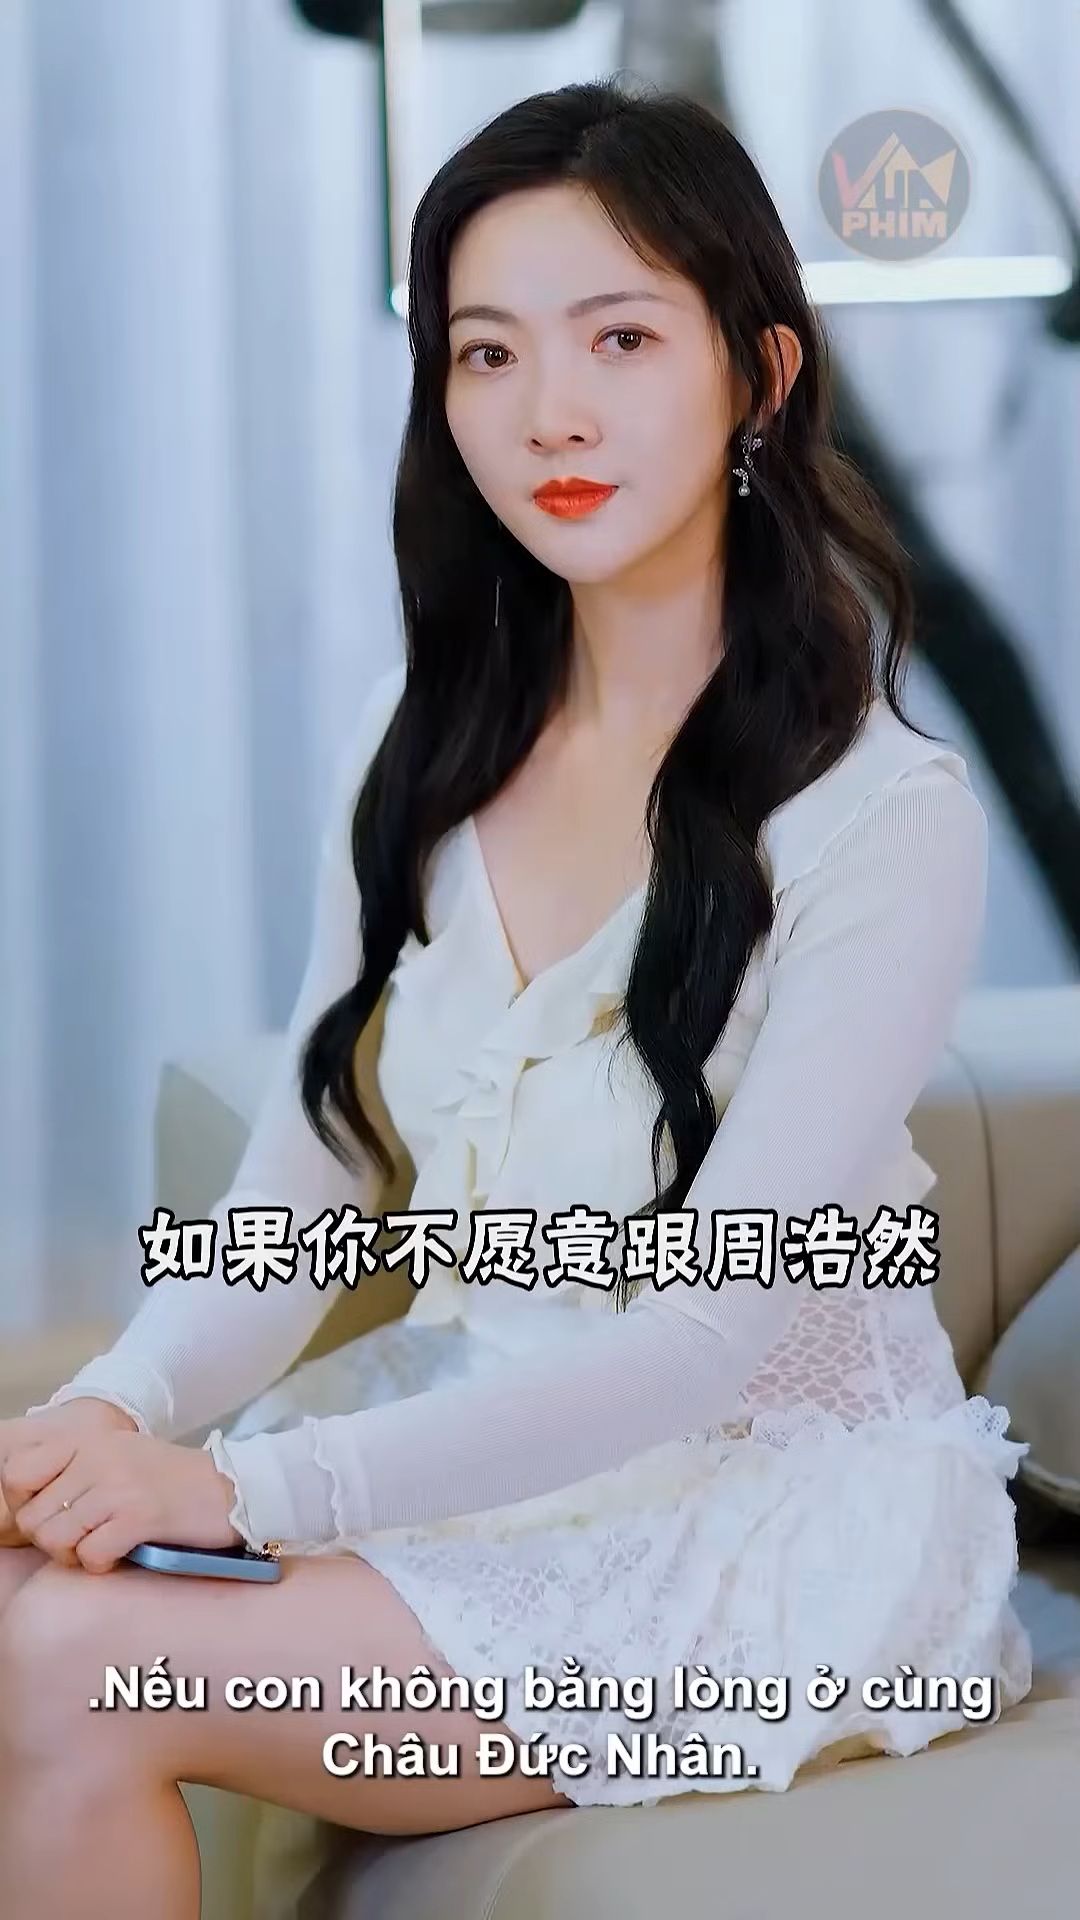 VUA
PHIM
如果你不愿意跟周浩然
.Nếu con không bằng lòng ở cùng
Châu Đức Nhân.